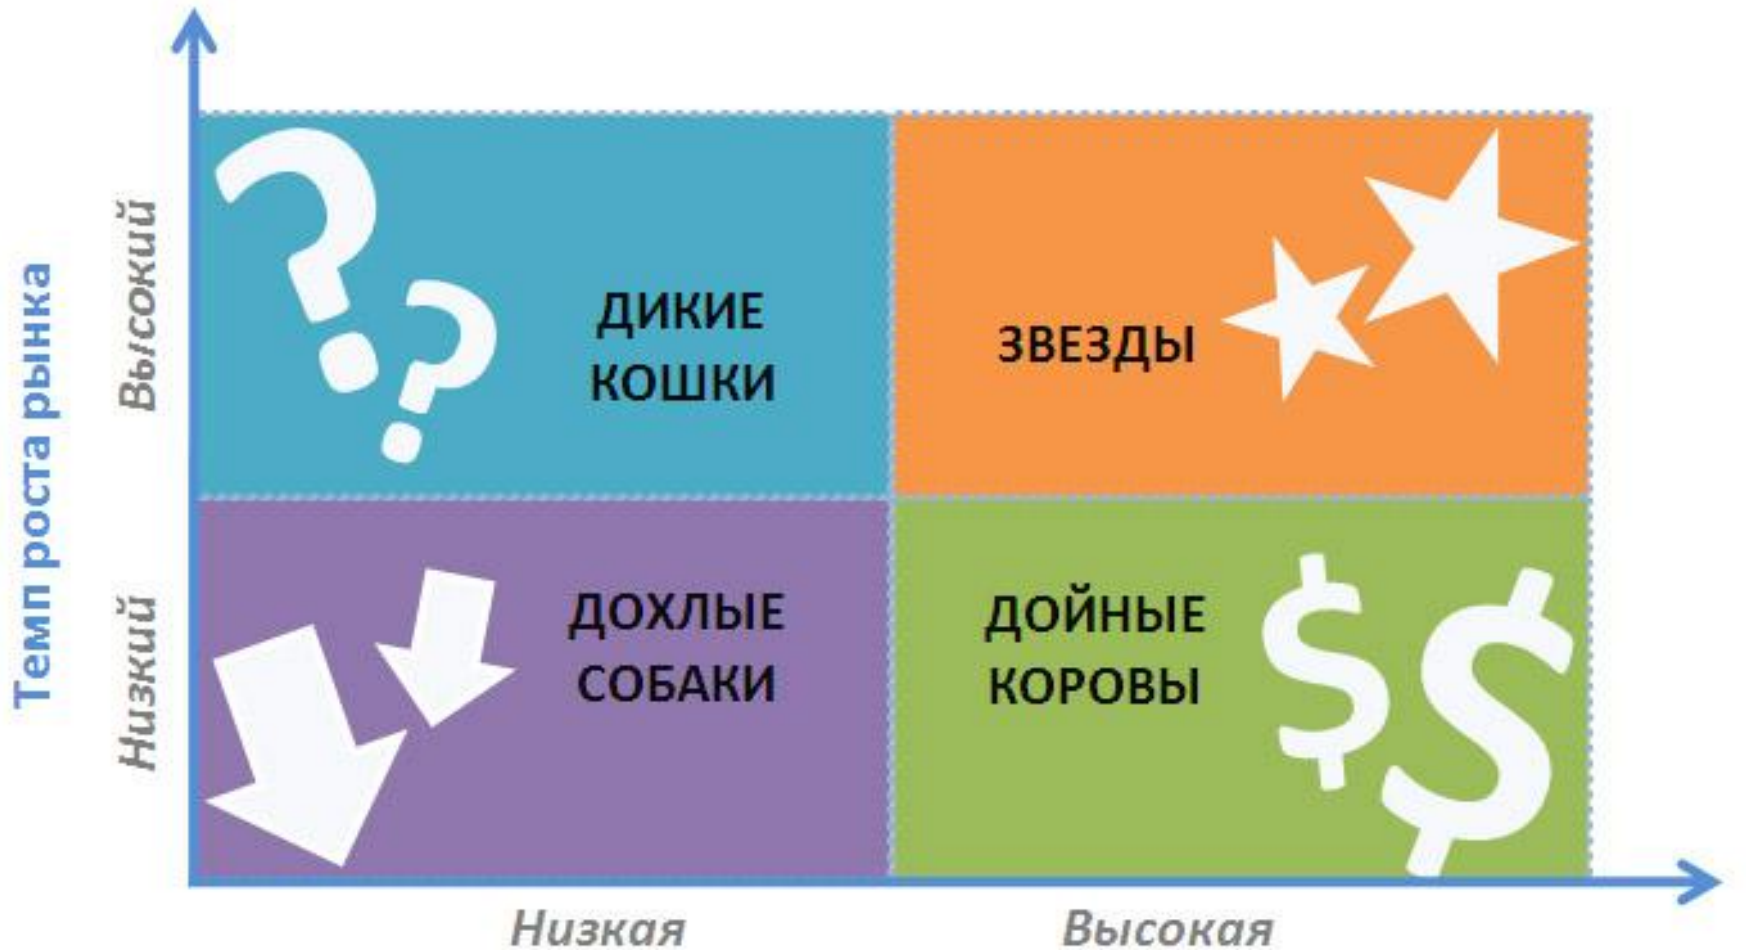 Темп роста рынка
Высокий
Низкий
ДИКИЕ
КОШКИ
ЗВЕЗДЫ
ДОХЛЫЕ
СОБАКИ
ДОЙНЫЕ
КОРОВЫ
Низкая
Высокая